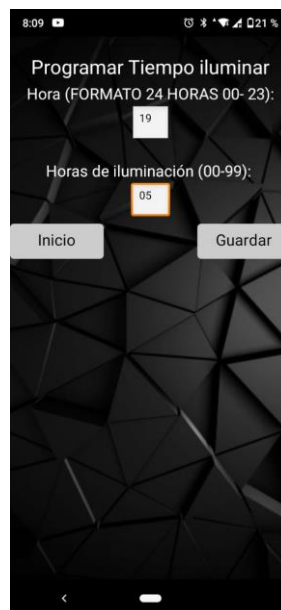 8:09 21 %
Programar Tiempo iluminar
Hora (FORMATO 24 HORAS 00- 23):
19
Horas de iluminación (00-99):
05
Inicio Guardar